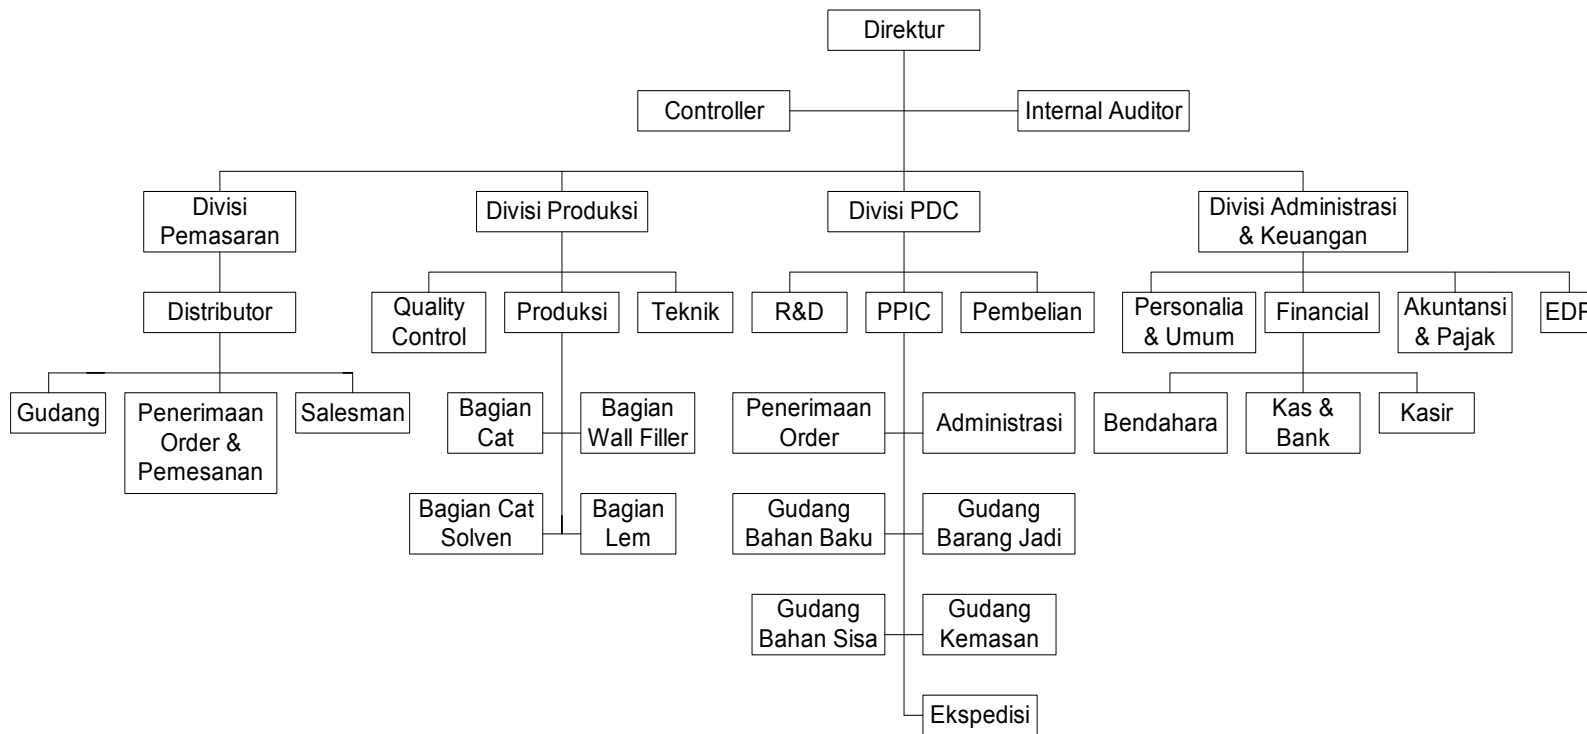 Direktur
Controller
Internal Auditor
Divisi
Pemasaran
Divisi Produksi
Divisi PDC
Divisi Administrasi
& Keuangan
Distributor
Quality
Control
Produksi
Teknik
R&D
PPIC
Pembelian
Personalia
& Umum
Financial
Akuntansi
& Pajak
EDP
Gudang
Penerimaan
Order &
Pemesanan
Salesman
Bagian
Cat
Bagian
Wall Filler
Penerimaan
Order
Administrasi
Bendahara
Kas &
Bank
Kasir
Bagian Cat
Solven
Bagian
Lem
Gudang
Bahan Baku
Gudang
Barang Jadi
Gudang
Bahan Sisa
Gudang
Kemasan
Ekspedisi